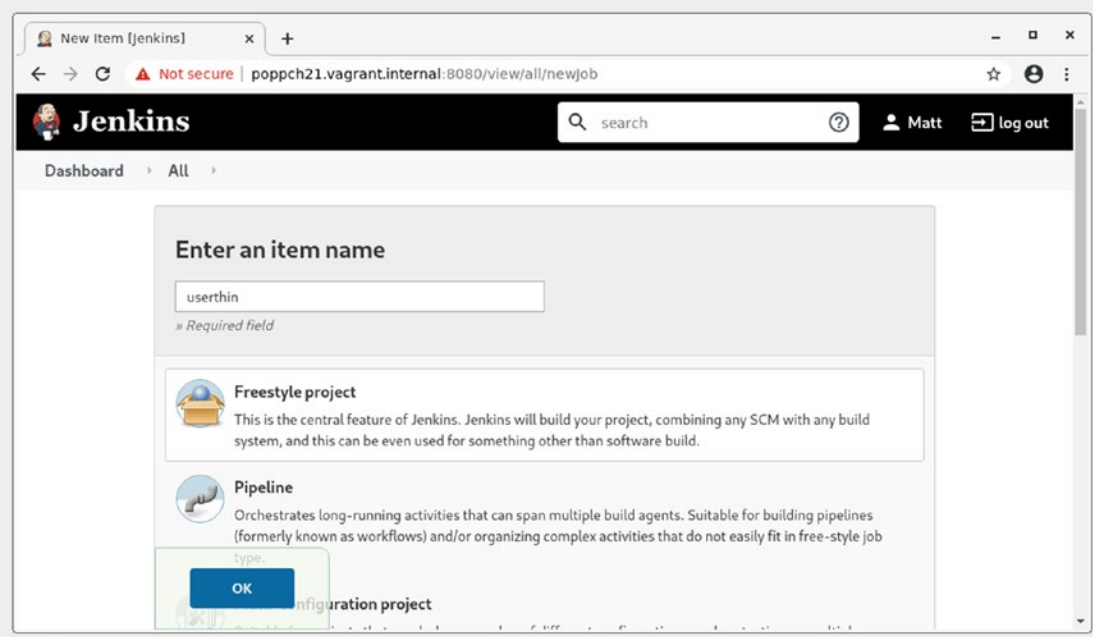 New Item [Jenkins]
Not secure | poppch21.vagrant.internal:8080/view/all/newJob
Jenkins
search
Matt
log out
Dashboard
All
Enter an item name
userthin
» Required field
Freestyle project
This is the central feature of Jenkins. Jenkins will build your project, combining any SCM with any build
system, and this can be even used for something other than software build.
Pipeline
Orchestrates long-running activities that can span multiple build agents. Suitable for building pipelines
(formerly known as workflows) and/or organizing complex activities that do not easily fit in free-style job
type.
OK
nfiguration project